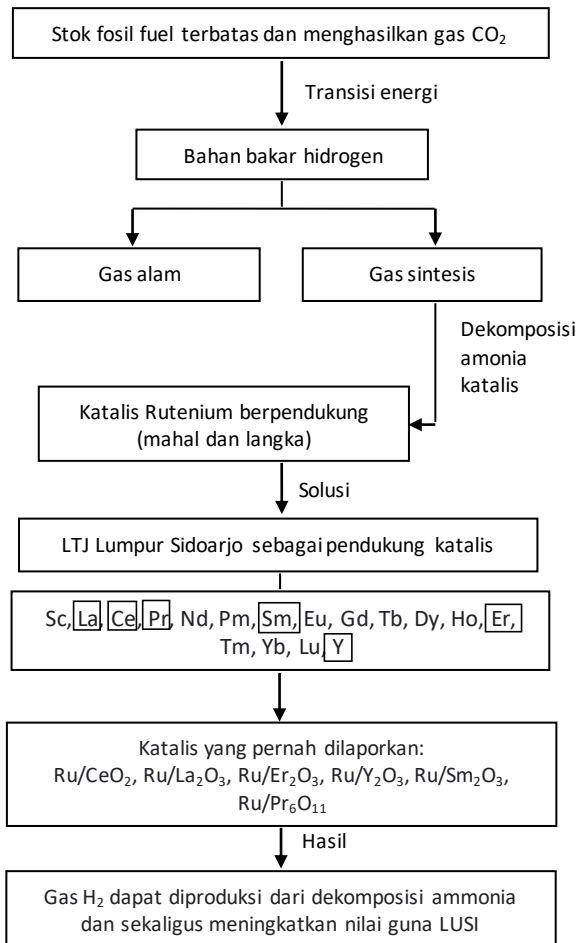 Stok fosil fuel terbatas dan menghasilkan gas CO₂
Transisi energi
Bahan bakar hidrogen
Gas alam
Gas sintesis
Dekomposisi
amonia
katalis
Katalis Rutenium berpendukung
(mahal dan langka)
Solusi
LTJ Lumpur Sidoarjo sebagai pendukung katalis
Sc, La, Ce, Pr, Nd, Pm, Sm, Eu, Gd, Tb, Dy, Ho, Er,
Tm, Yb, Lu, Y
Katalis yang pernah dilaporkan:
Ru/CeO₂, Ru/La₂O₃, Ru/Er₂O₃, Ru/Y₂O₃, Ru/Sm₂O₃,
Ru/Pr₆O₁₁
Hasil
Gas H₂ dapat diproduksi dari dekomposisi ammonia
dan sekaligus meningkatkan nilai guna LUSI